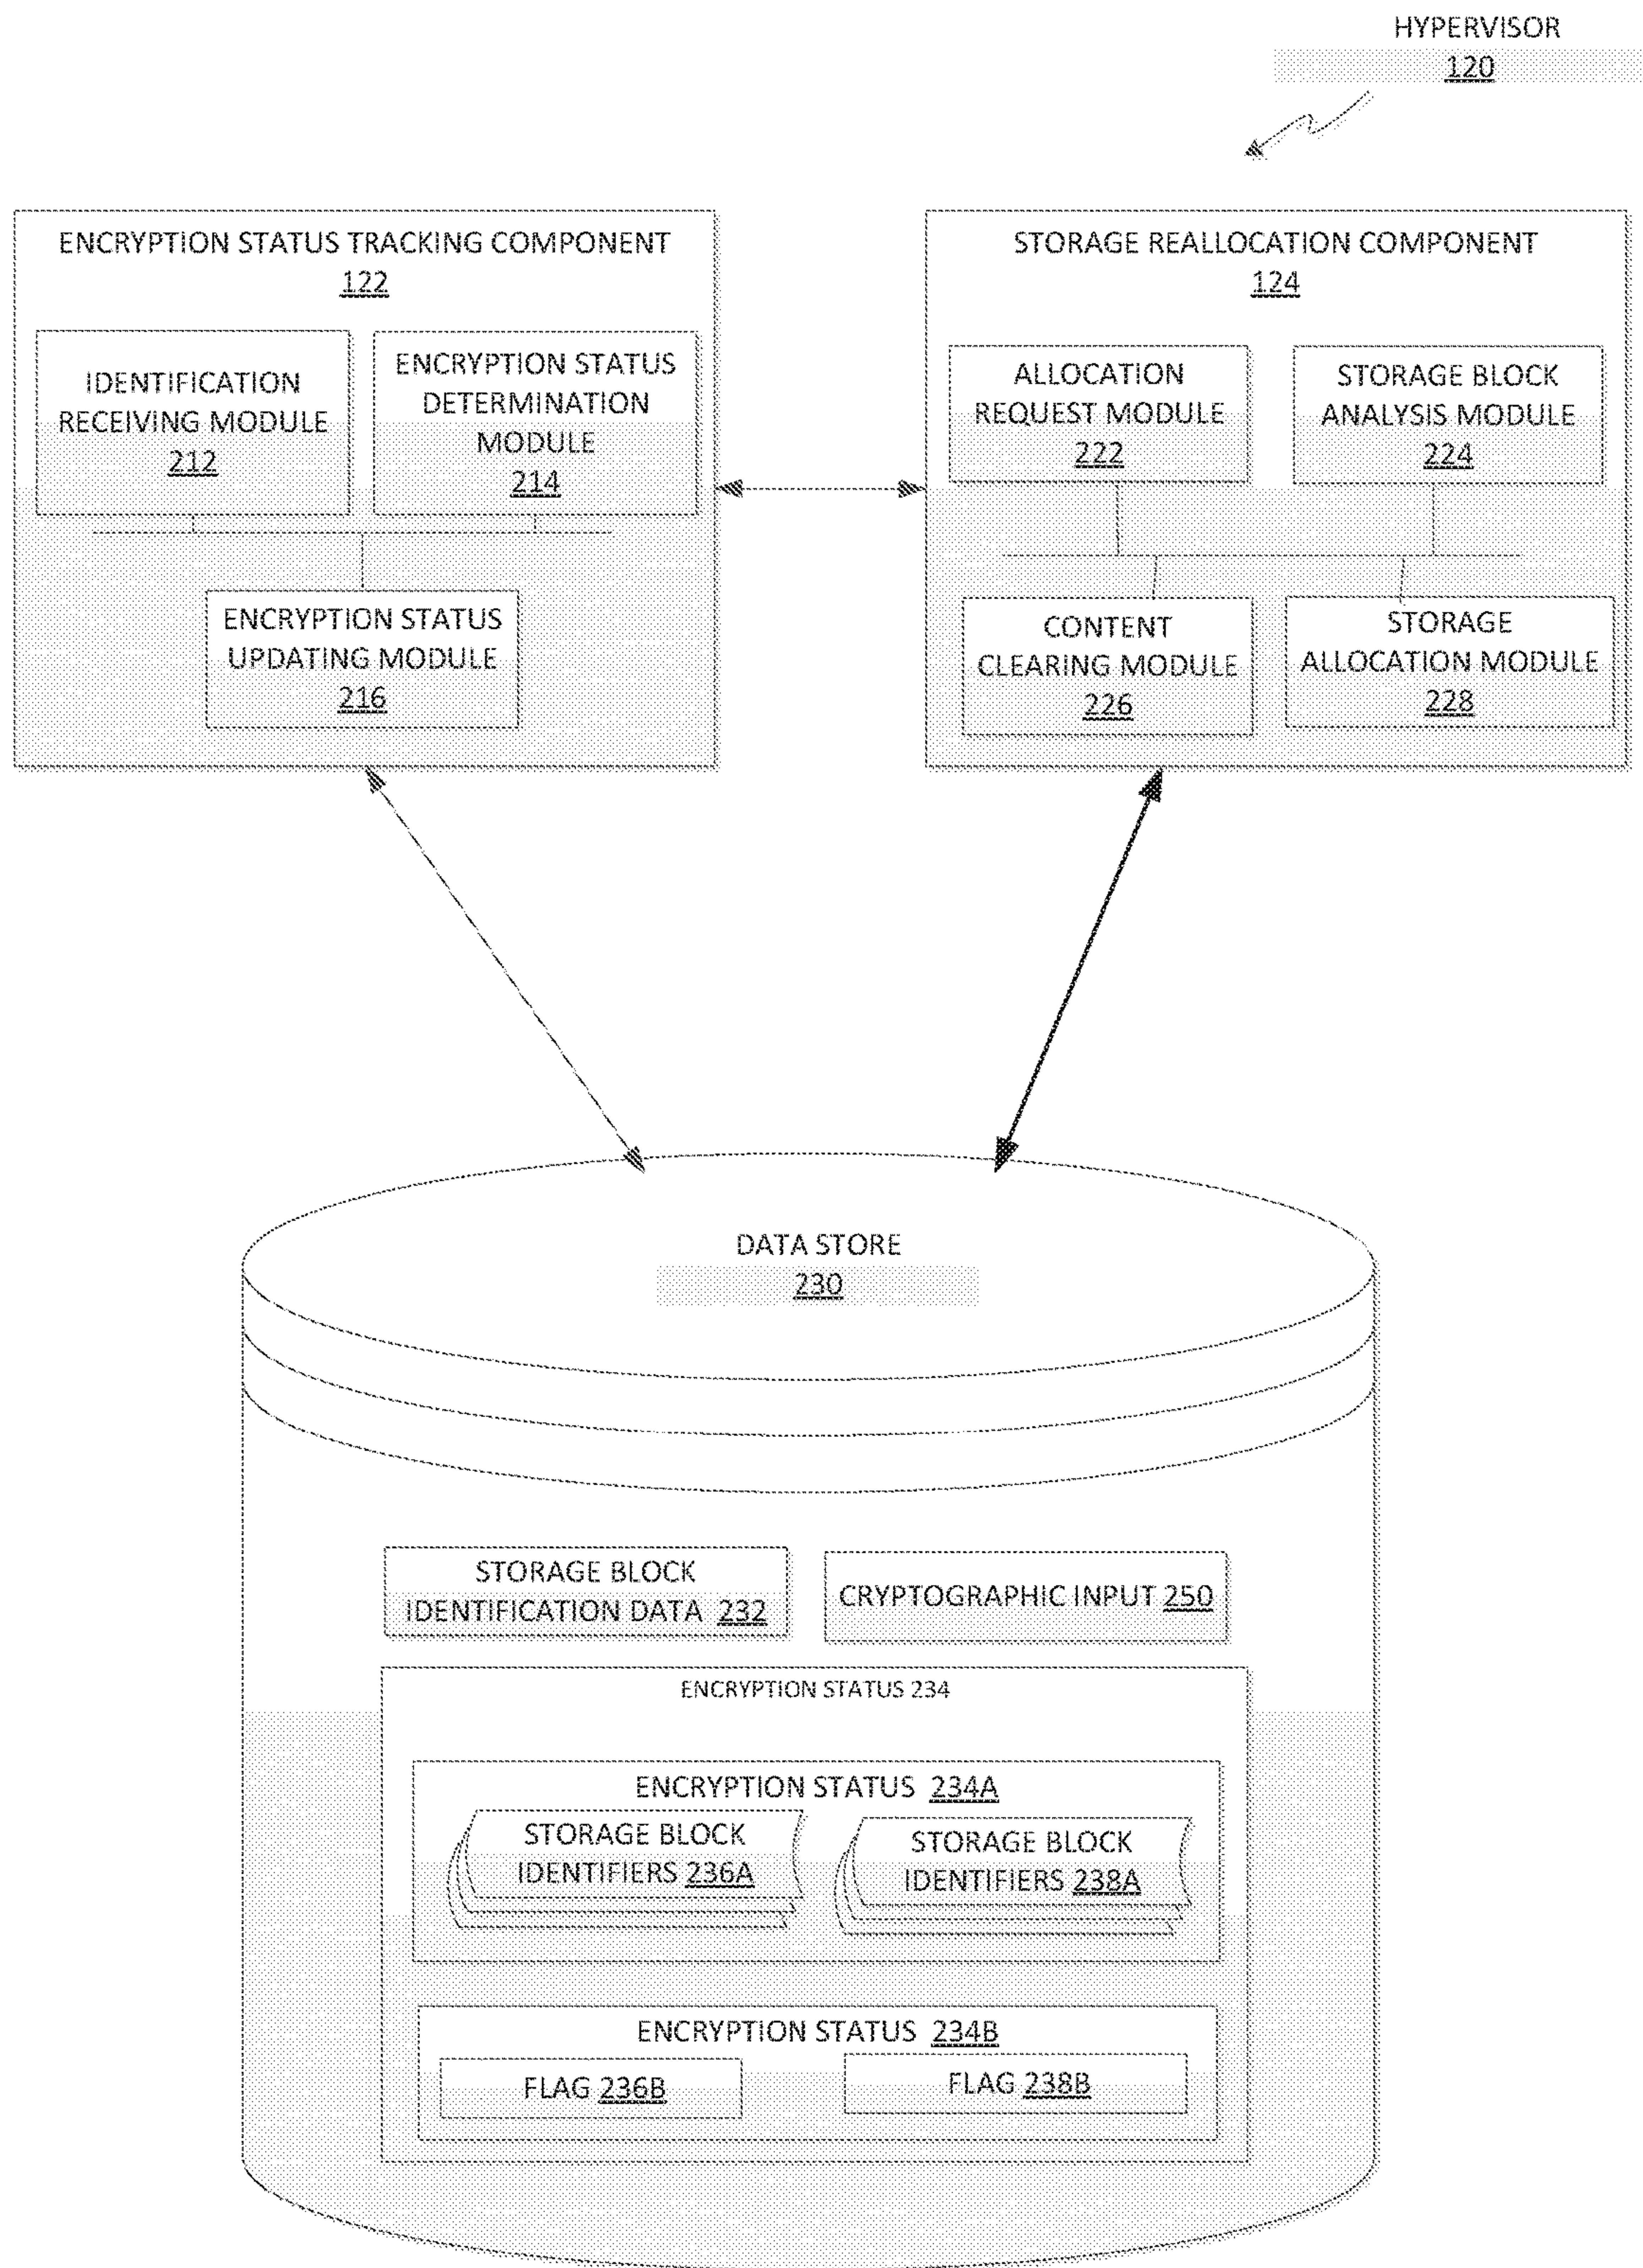 HYPERVISOR
120
ENCRYPTION STATUS TRACKING COMPONENT
122
IDENTIFICATION
RECEIVING MODULE
212
ENCRYPTION STATUS
DETERMINATION
MODULE
214
ENCRYPTION STATUS
UPDATING MODULE
216
STORAGE REALLOCATION COMPONENT
124
ALLOCATION
REQUEST MODULE
222
STORAGE BLOCK
ANALYSIS MODULE
224
CONTENT
CLEARING MODULE
226
STORAGE
ALLOCATION MODULE
228
DATA STORE
230
STORAGE BLOCK
IDENTIFICATION DATA 232
CRYPTOGRAPHIC INPUT 250
ENCRYPTION STATUS 234
ENCRYPTION STATUS 234A
STORAGE BLOCK
IDENTIFIERS 236A
STORAGE BLOCK
IDENTIFIERS 238A
ENCRYPTION STATUS 234B
FLAG 236B
FLAG 238B